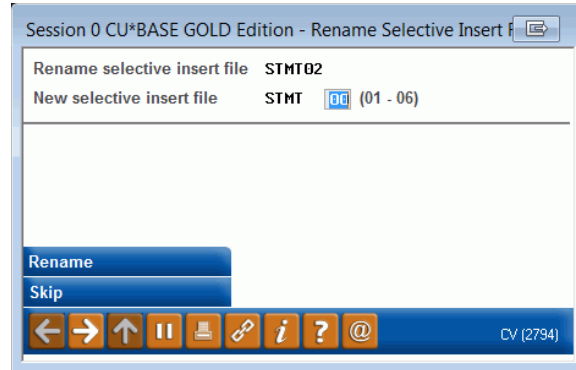 Session 0 CU*BASE GOLD Edition - Rename Selective Insert F
Rename selective insert file STMT02
New selective insert file STMT 00 (01 - 06)
Rename
Skip
i ? @
CV (2794)